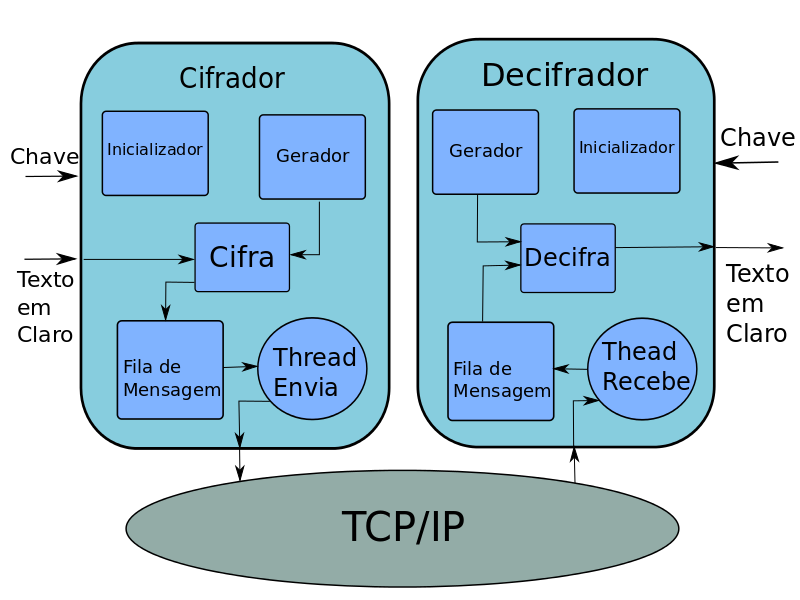 Cifrador
Inicializador
Gerador
Chave
Texto
em
Claro
Cifra
Fila de
Mensagem
Thread
Envia
Decifrador
Gerador
Inicializador
Chave
Decifra
Texto
em
Claro
Fila de
Mensagem
Thead
Recebe
TCP/IP